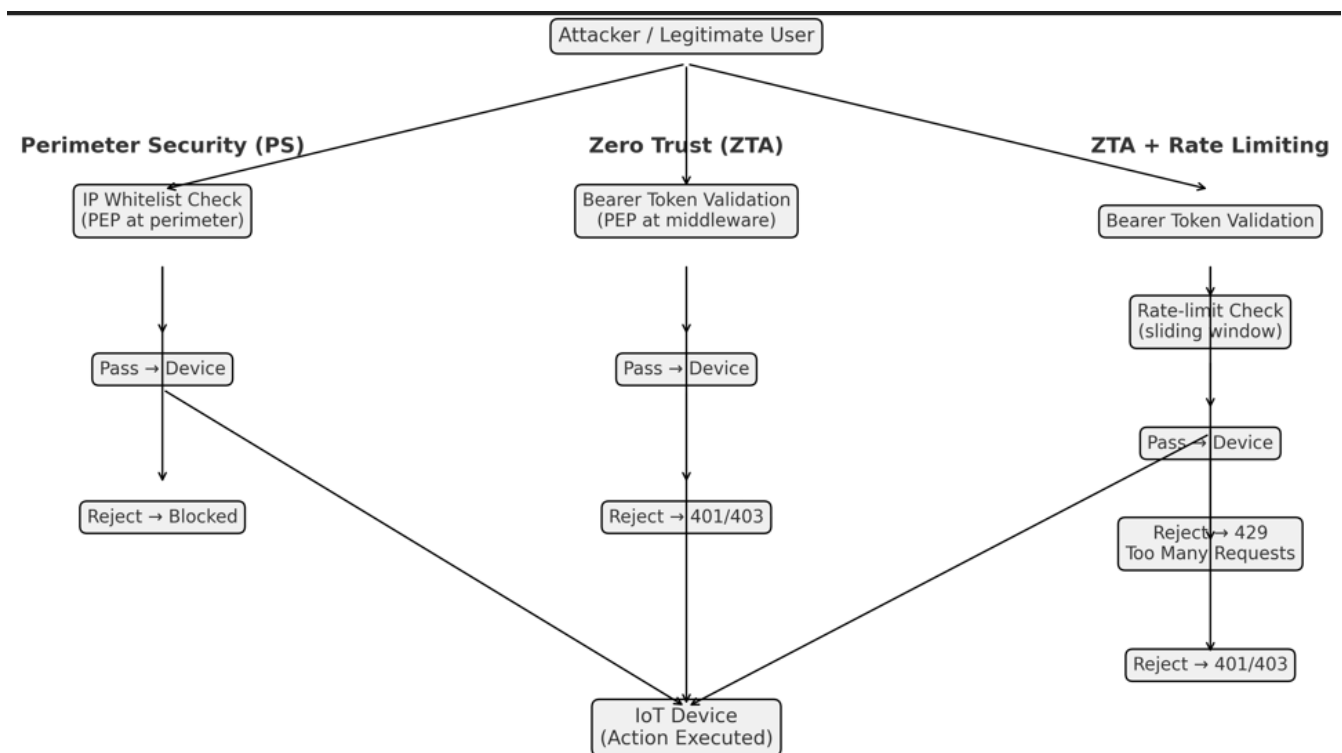 Attacker / Legitimate User
Perimeter Security (PS)
Zero Trust (ZTA)
ZTA + Rate Limiting
IP Whitelist Check
(PEP at perimeter)
Bearer Token Validation
(PEP at middleware)
Bearer Token Validation
Rate-limit Check
(sliding window)
Pass → Device
Pass → Device
Pass → Device
Reject → Blocked
Reject → 401/403
Reject → 429
Too Many Requests
Reject → 401/403
IoT Device
(Action Executed)